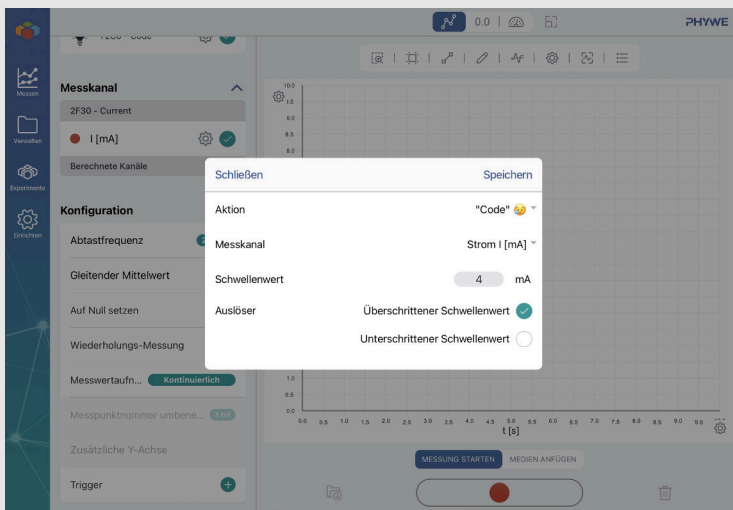 0.0
PHYWE
Messen
Verwalten
Experimente
Einrichten
Messkanal
2F30 - Current
I [mA]
Berechnete Kanäle
Konfiguration
Abtastfrequenz
Gleitender Mittelwert
Auf Null setzen
Wiederholungs-Messung
Messwertaufn... Kontinuierlich
Messpunktnummer umbene... 1 ml
Zusätzliche Y-Achse
Trigger
Schließen Speichern
Aktion "Code" 😥
Messkanal Strom I [mA]
Schwellenwert 4 mA
Auslöser Überschrittener Schwellenwert
Unterschrittener Schwellenwert
10.0
9.0
8.5
8.0
1.0
0.5
0.0
0.0 0.5 1.0 1.5 2.0 2.5 3.0 3.5 4.0 4.5 5.0 5.5 6.0 6.5 7.0 7.5 8.0 8.5 9.0 9.5
t [s]
MESSUNG STARTEN MEDIEN ANFÜGEN